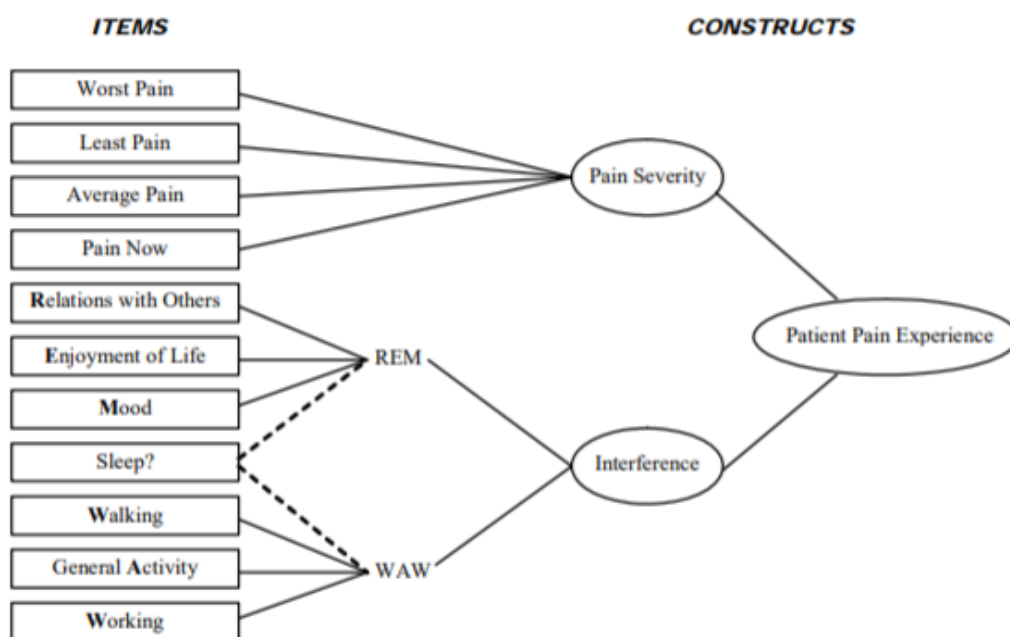 ITEMS
CONSTRUCTS
Worst Pain
Least Pain
Average Pain
Pain Now
Relations with Others
Enjoyment of Life
Mood
Sleep?
Walking
General Activity
Working
REM
WAW
Pain Severity
Interference
Patient Pain Experience